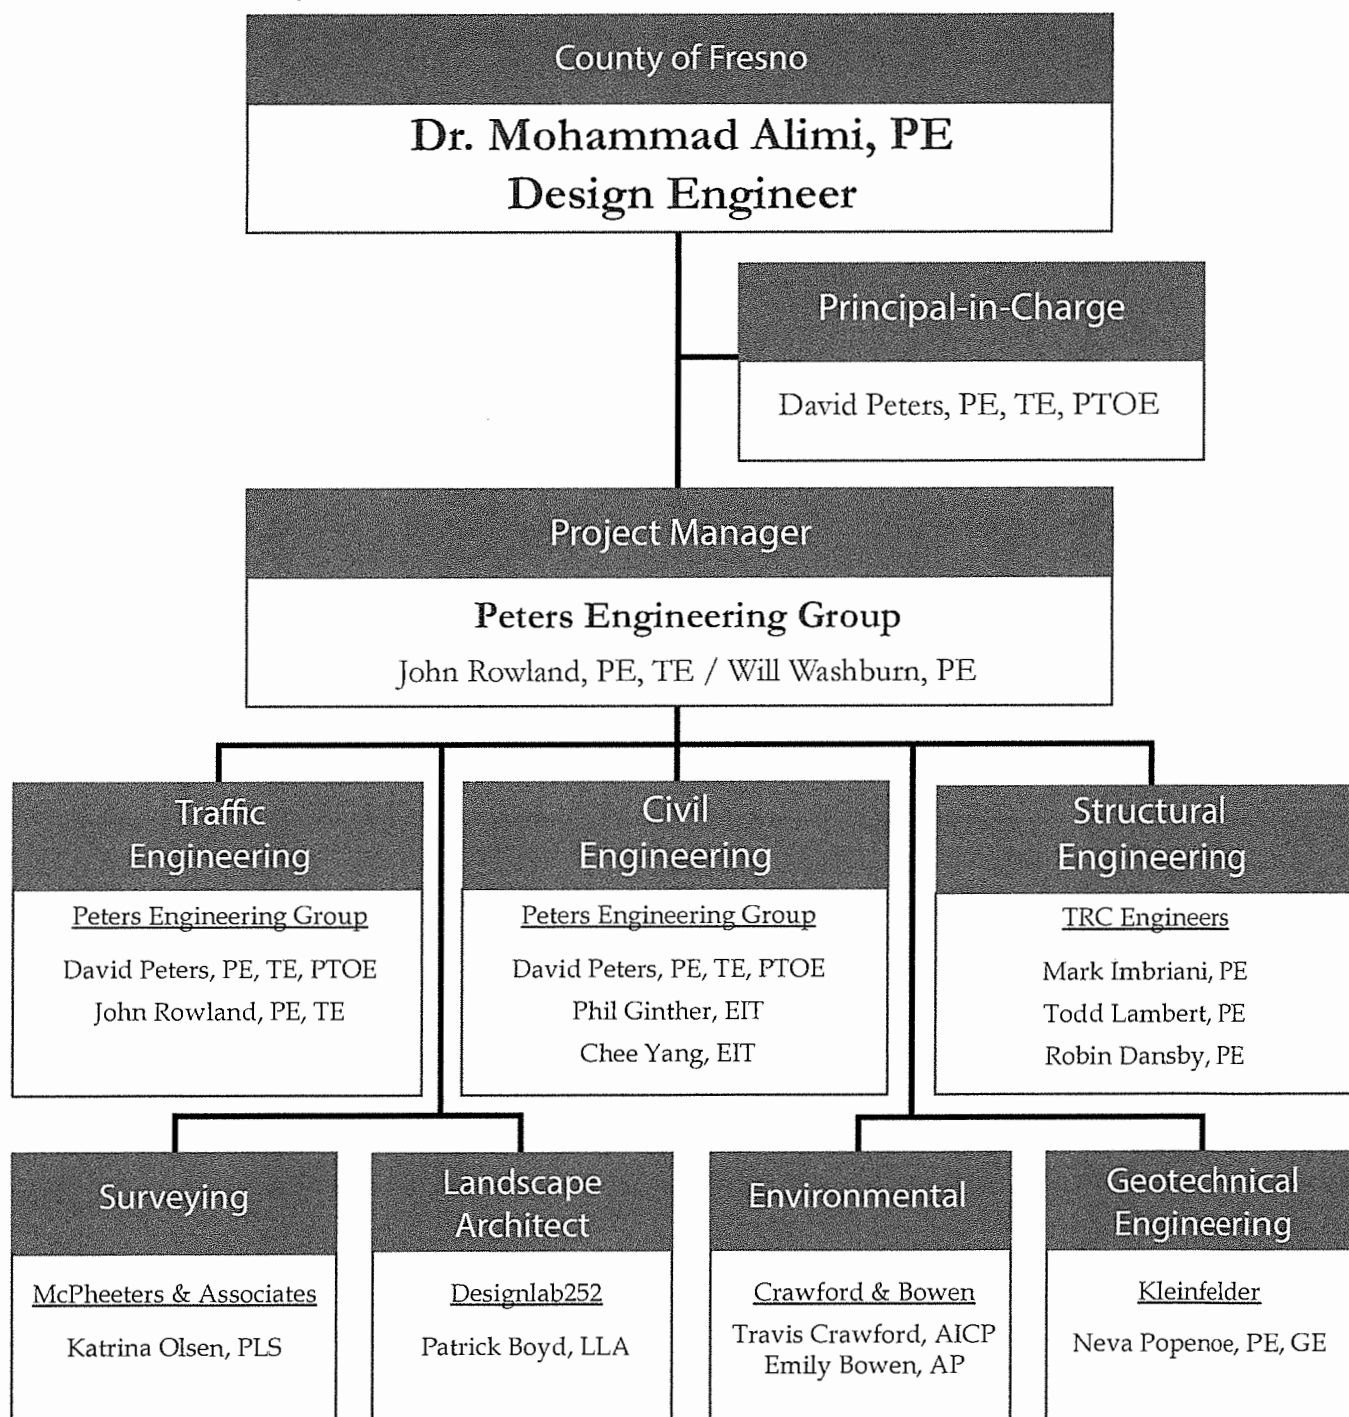 County of Fresno
Dr. Mohammad Alimi, PE
Design Engineer
Principal-in-Charge
David Peters, PE, TE, PTOE
Project Manager
Peters Engineering Group
John Rowland, PE, TE / Will Washburn, PE
Traffic
Engineering
Peters Engineering Group
David Peters, PE, TE, PTOE
John Rowland, PE, TE
Civil
Engineering
Peters Engineering Group
David Peters, PE, TE, PTOE
Phil Ginther, EIT
Chee Yang, EIT
Structural
Engineering
TRC Engineers
Mark Imbriani, PE
Todd Lambert, PE
Robin Dansby, PE
Surveying
McPheeters & Associates
Katrina Olsen, PLS
Landscape
Architect
Designlab252
Patrick Boyd, LLA
Environmental
Crawford & Bowen
Travis Crawford, AICP
Emily Bowen, AP
Geotechnical
Engineering
Kleinfelder
Neva Popenoe, PE, GE